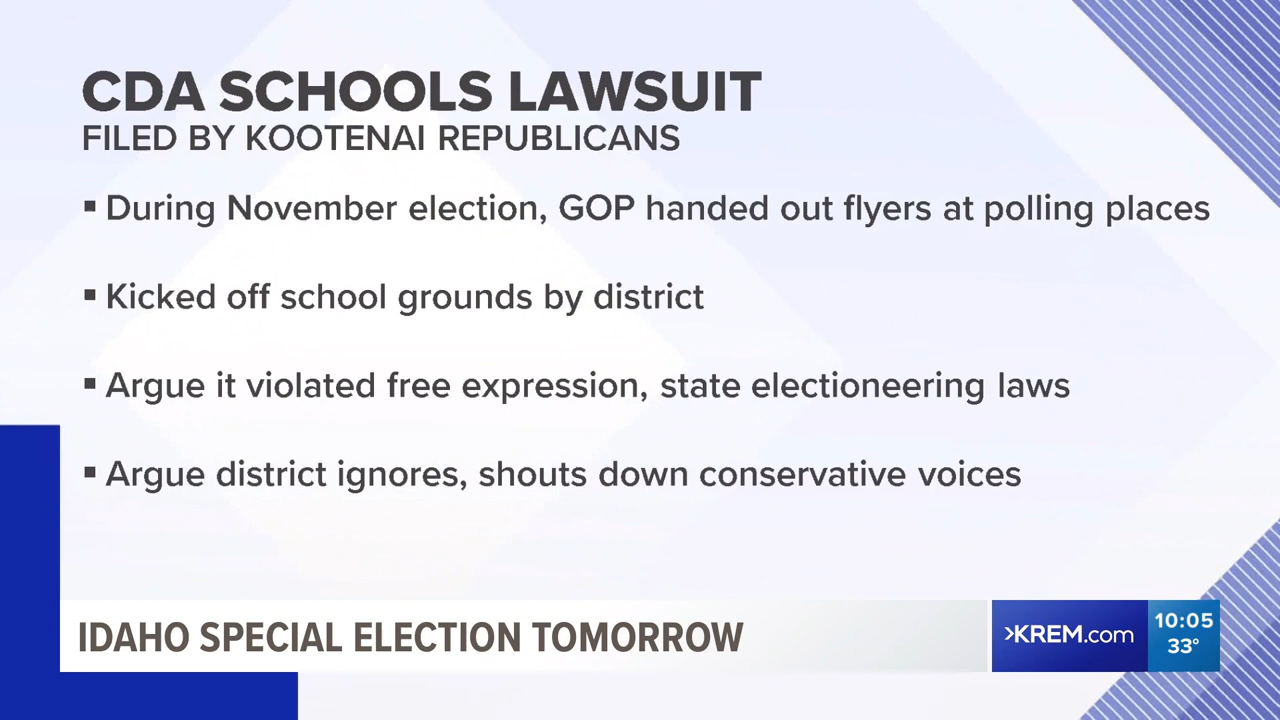 CDA SCHOOLS LAWSUIT
FILED BY KOOTENAI REPUBLICANS
▪ During November election, GOP handed out flyers at polling places
▪ Kicked off school grounds by district
▪ Argue it violated free expression, state electioneering laws
▪ Argue district ignores, shouts down conservative voices
IDAHO SPECIAL ELECTION TOMORROW
KREM.com
10:05
33°